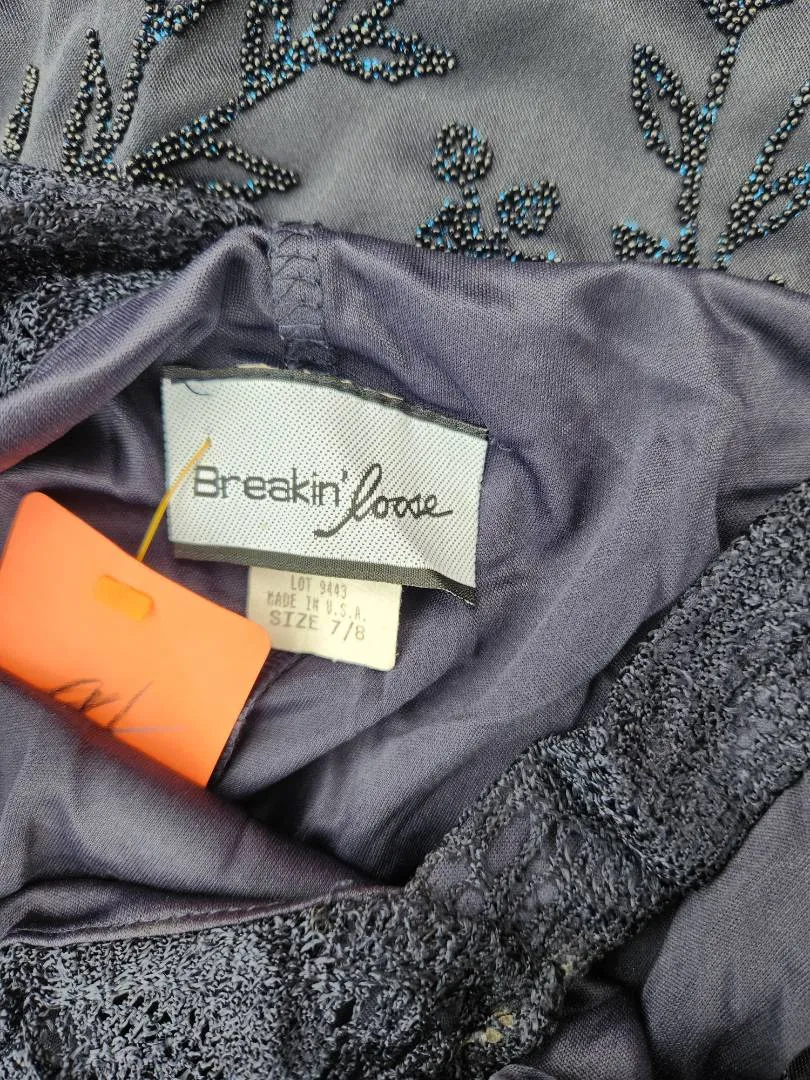 Breakin' loose
LOT 9443
MADE IN U.S.A.
SIZE 7/8